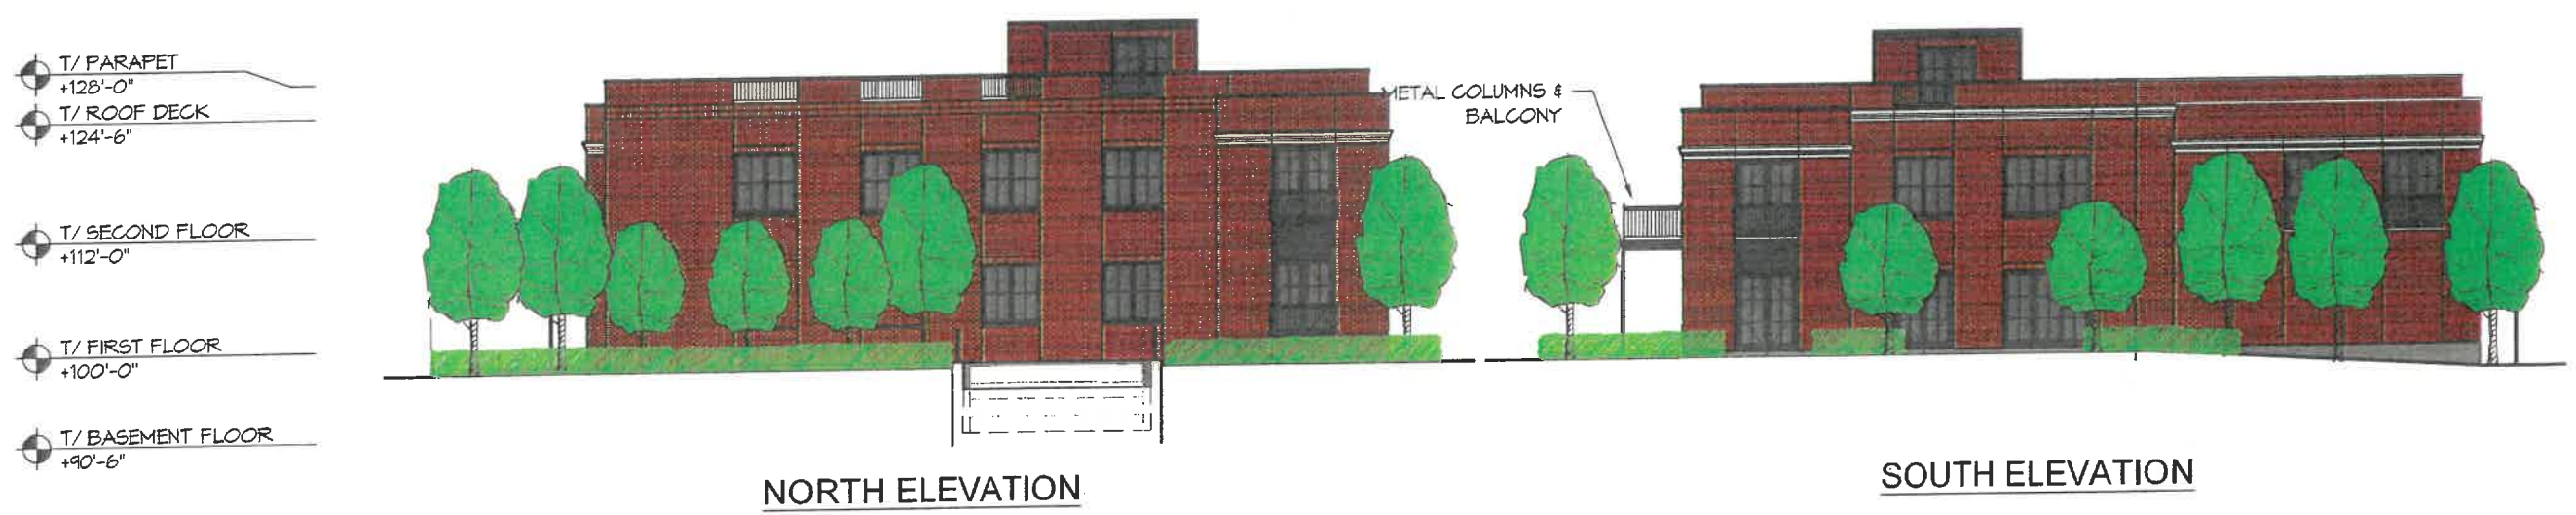 T/ PARAPET
+128'-0"
T/ ROOF DECK
+124'-6"
T/ SECOND FLOOR
+112'-0"
T/ FIRST FLOOR
+100'-0"
T/ BASEMENT FLOOR
+90'-6"
METAL COLUMNS &
BALCONY
NORTH ELEVATION
SOUTH ELEVATION